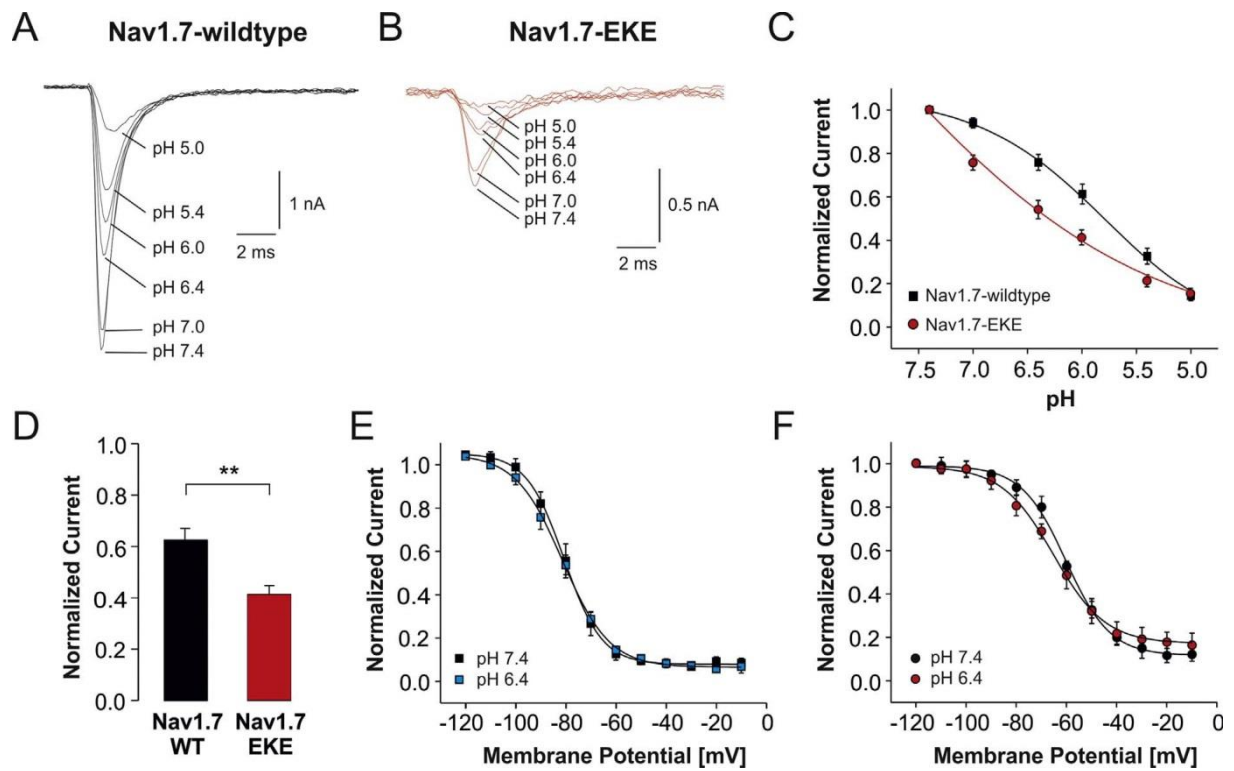 A
Nav1.7-wildtype
pH 5.0
pH 5.4
pH 6.0
pH 6.4
pH 7.0
pH 7.4
1 nA
2 ms
B
Nav1.7-EKE
pH 5.0
pH 5.4
pH 6.0
pH 6.4
pH 7.0
pH 7.4
0.5 nA
2 ms
C
Normalized Current
1.0
0.8
0.6
0.4
0.2
0.0
Nav1.7-wildtype
Nav1.7-EKE
7.5 7.0 6.5 6.0 5.5 5.0
pH
D
Normalized Current
1.0
0.8
0.6
0.4
0.2
0.0
**
Nav1.7 Nav1.7
WT EKE
E
Normalized Current
1.0
0.8
0.6
0.4
0.2
0.0
pH 7.4
pH 6.4
-120 -100 -80 -60 -40 -20 0
Membrane Potential [mV]
F
Normalized Current
1.0
0.8
0.6
0.4
0.2
0.0
pH 7.4
pH 6.4
-120 -100 -80 -60 -40 -20 0
Membrane Potential [mV]